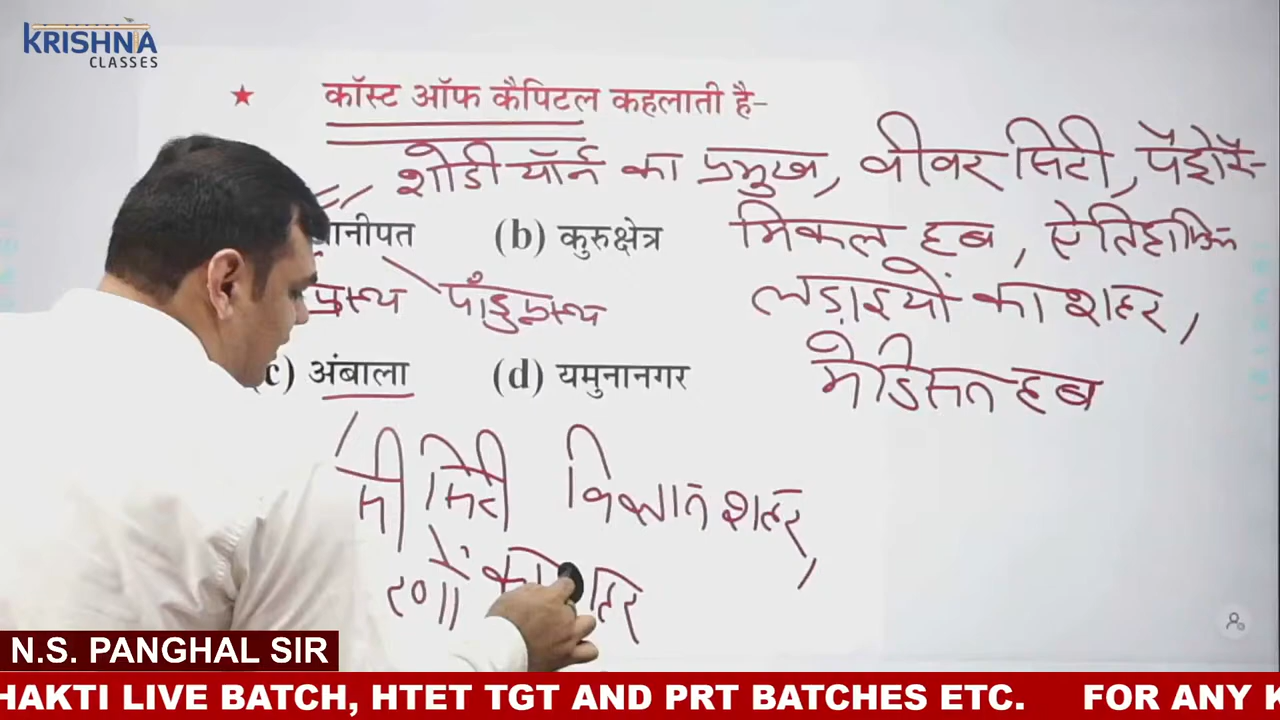 KRISHNA
CLASSES
★ कॉस्ट ऑफ कैपिटल कहलाती है-
शोडी यॉर्न का प्रमुख, वीवर सिटी, पैट्रोकै-
पानीपत (b) कुरुक्षेत्र मिकल हब, ऐतिहासिक
प्रस्थ पाँडुप्रस्थ लड़ाइयों का शहर,
(c) अंबाला (d) यमुनानगर मेडिसन हब
सिटी विज्ञान शहर,
का शहर
N.S. PANGHAL SIR
HAKTI LIVE BATCH, HTET TGT AND PRT BATCHES ETC. FOR ANY K